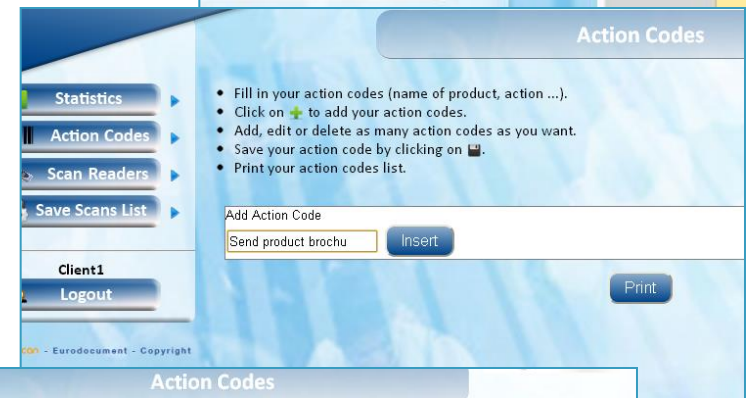 Action Codes
Statistics
Action Codes
Scan Readers
Save Scans List
Client1
Logout
- Eurodocument - Copyright
• Fill in your action codes (name of product, action ...).
• Click on to add your action codes.
• Add, edit or delete as many action codes as you want.
• Save your action code by clicking on .
• Print your action codes list.
Add Action Code
Send product brochu
Insert
Print
Action Codes